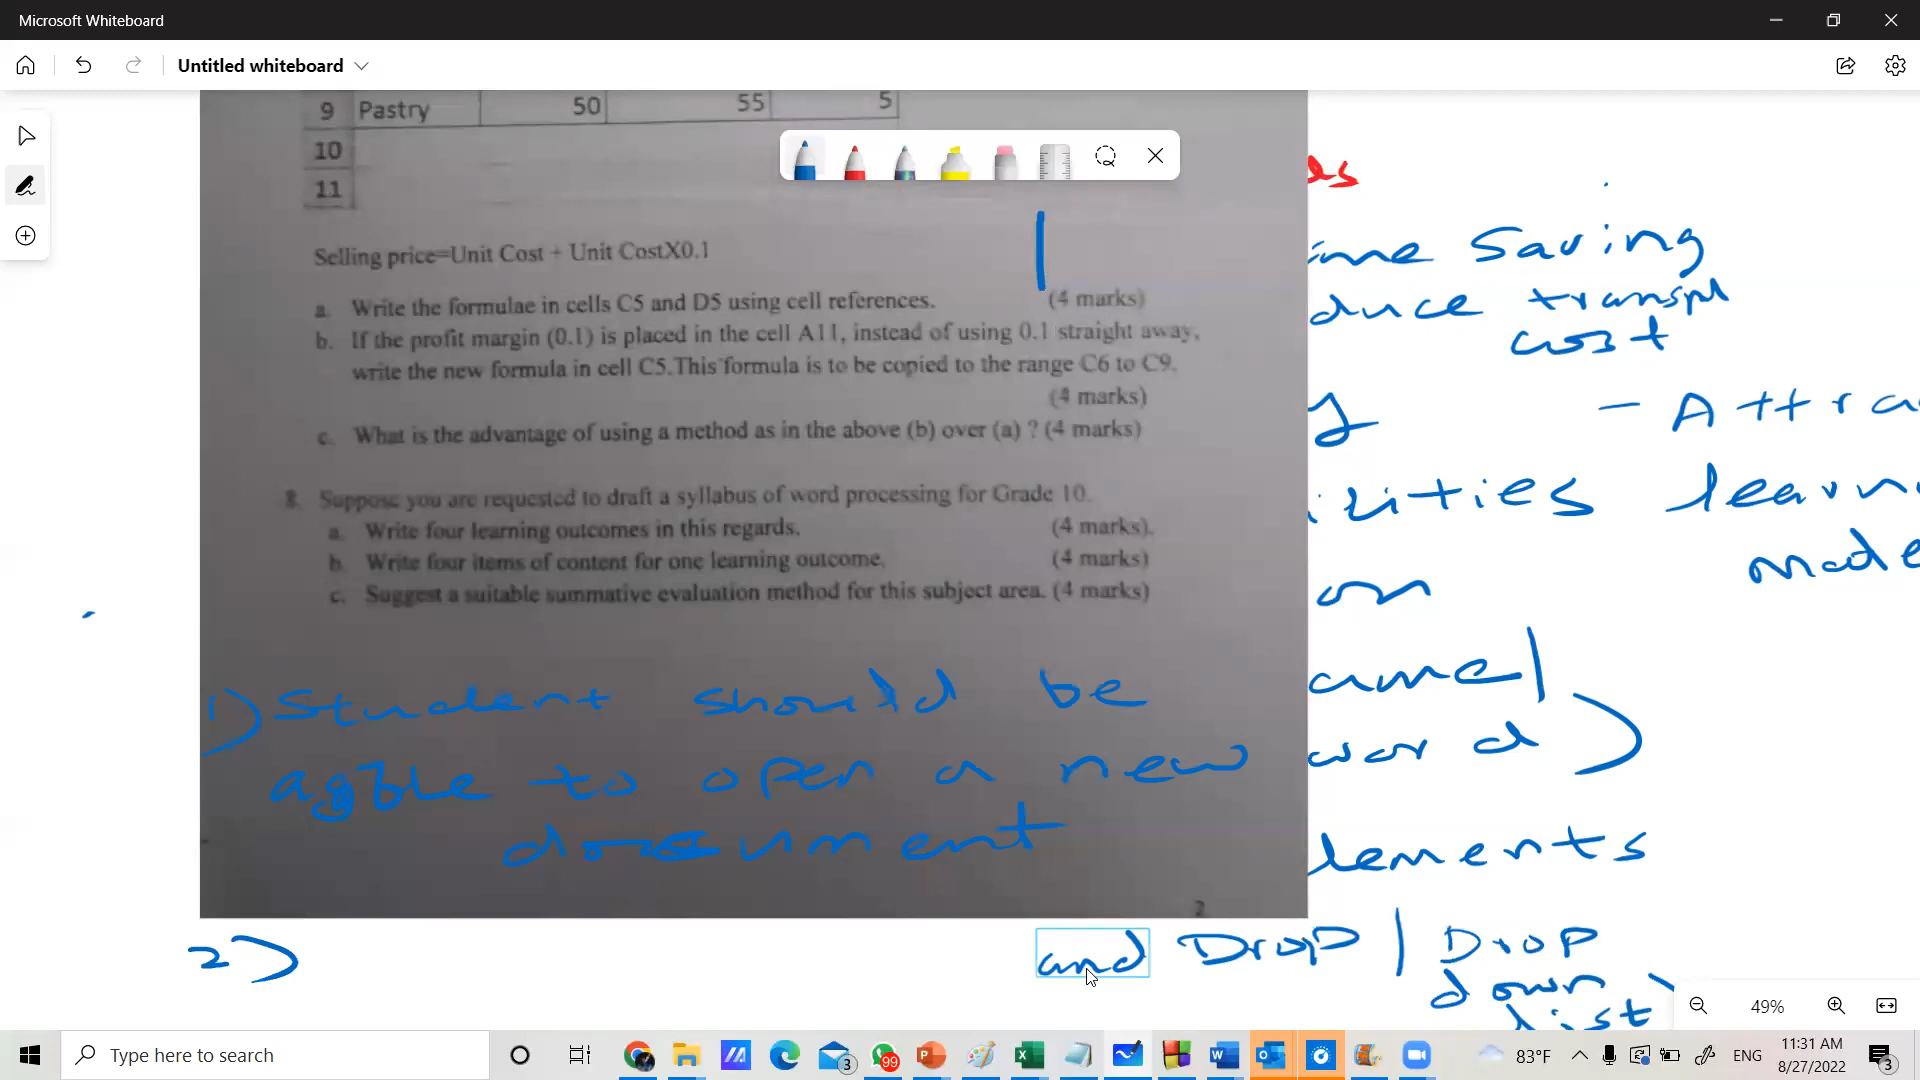 Microsoft Whiteboard
Untitled whiteboard
9 Pastry 50 55 5
10
11
Selling price=Unit Cost + Unit CostX0.1
a. Write the formulae in cells C5 and D5 using cell references. (4 marks)
b. If the profit margin (0.1) is placed in the cell A11, instead of using 0.1 straight away,
write the new formula in cell C5.This formula is to be copied to the range C6 to C9.
(4 marks)
c. What is the advantage of using a method as in the above (b) over (a) ? (4 marks)
8. Suppose you are requested to draft a syllabus of word processing for Grade 10.
a. Write four learning outcomes in this regards. (4 marks).
b. Write four items of content for one learning outcome. (4 marks)
c. Suggest a suitable summative evaluation method for this subject area. (4 marks)
1) Student should be
to open a new
document
2
2)
saving
cost
- Attra
learn
mode
on
lements
and Drop | Drop
down
list
49%
Type here to search
3
99
83°F
ENG
11:31 AM
8/27/2022
3